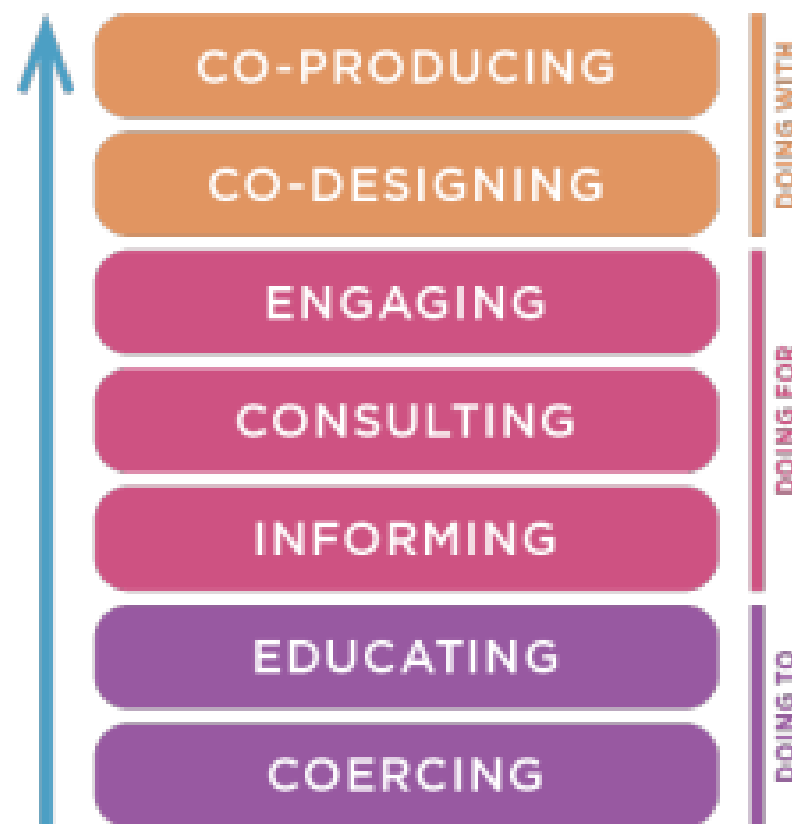 CO-PRODUCING
CO-DESIGNING
DOING WITH
ENGAGING
CONSULTING
INFORMING
DOING FOR
EDUCATING
COERCING
DOING TO